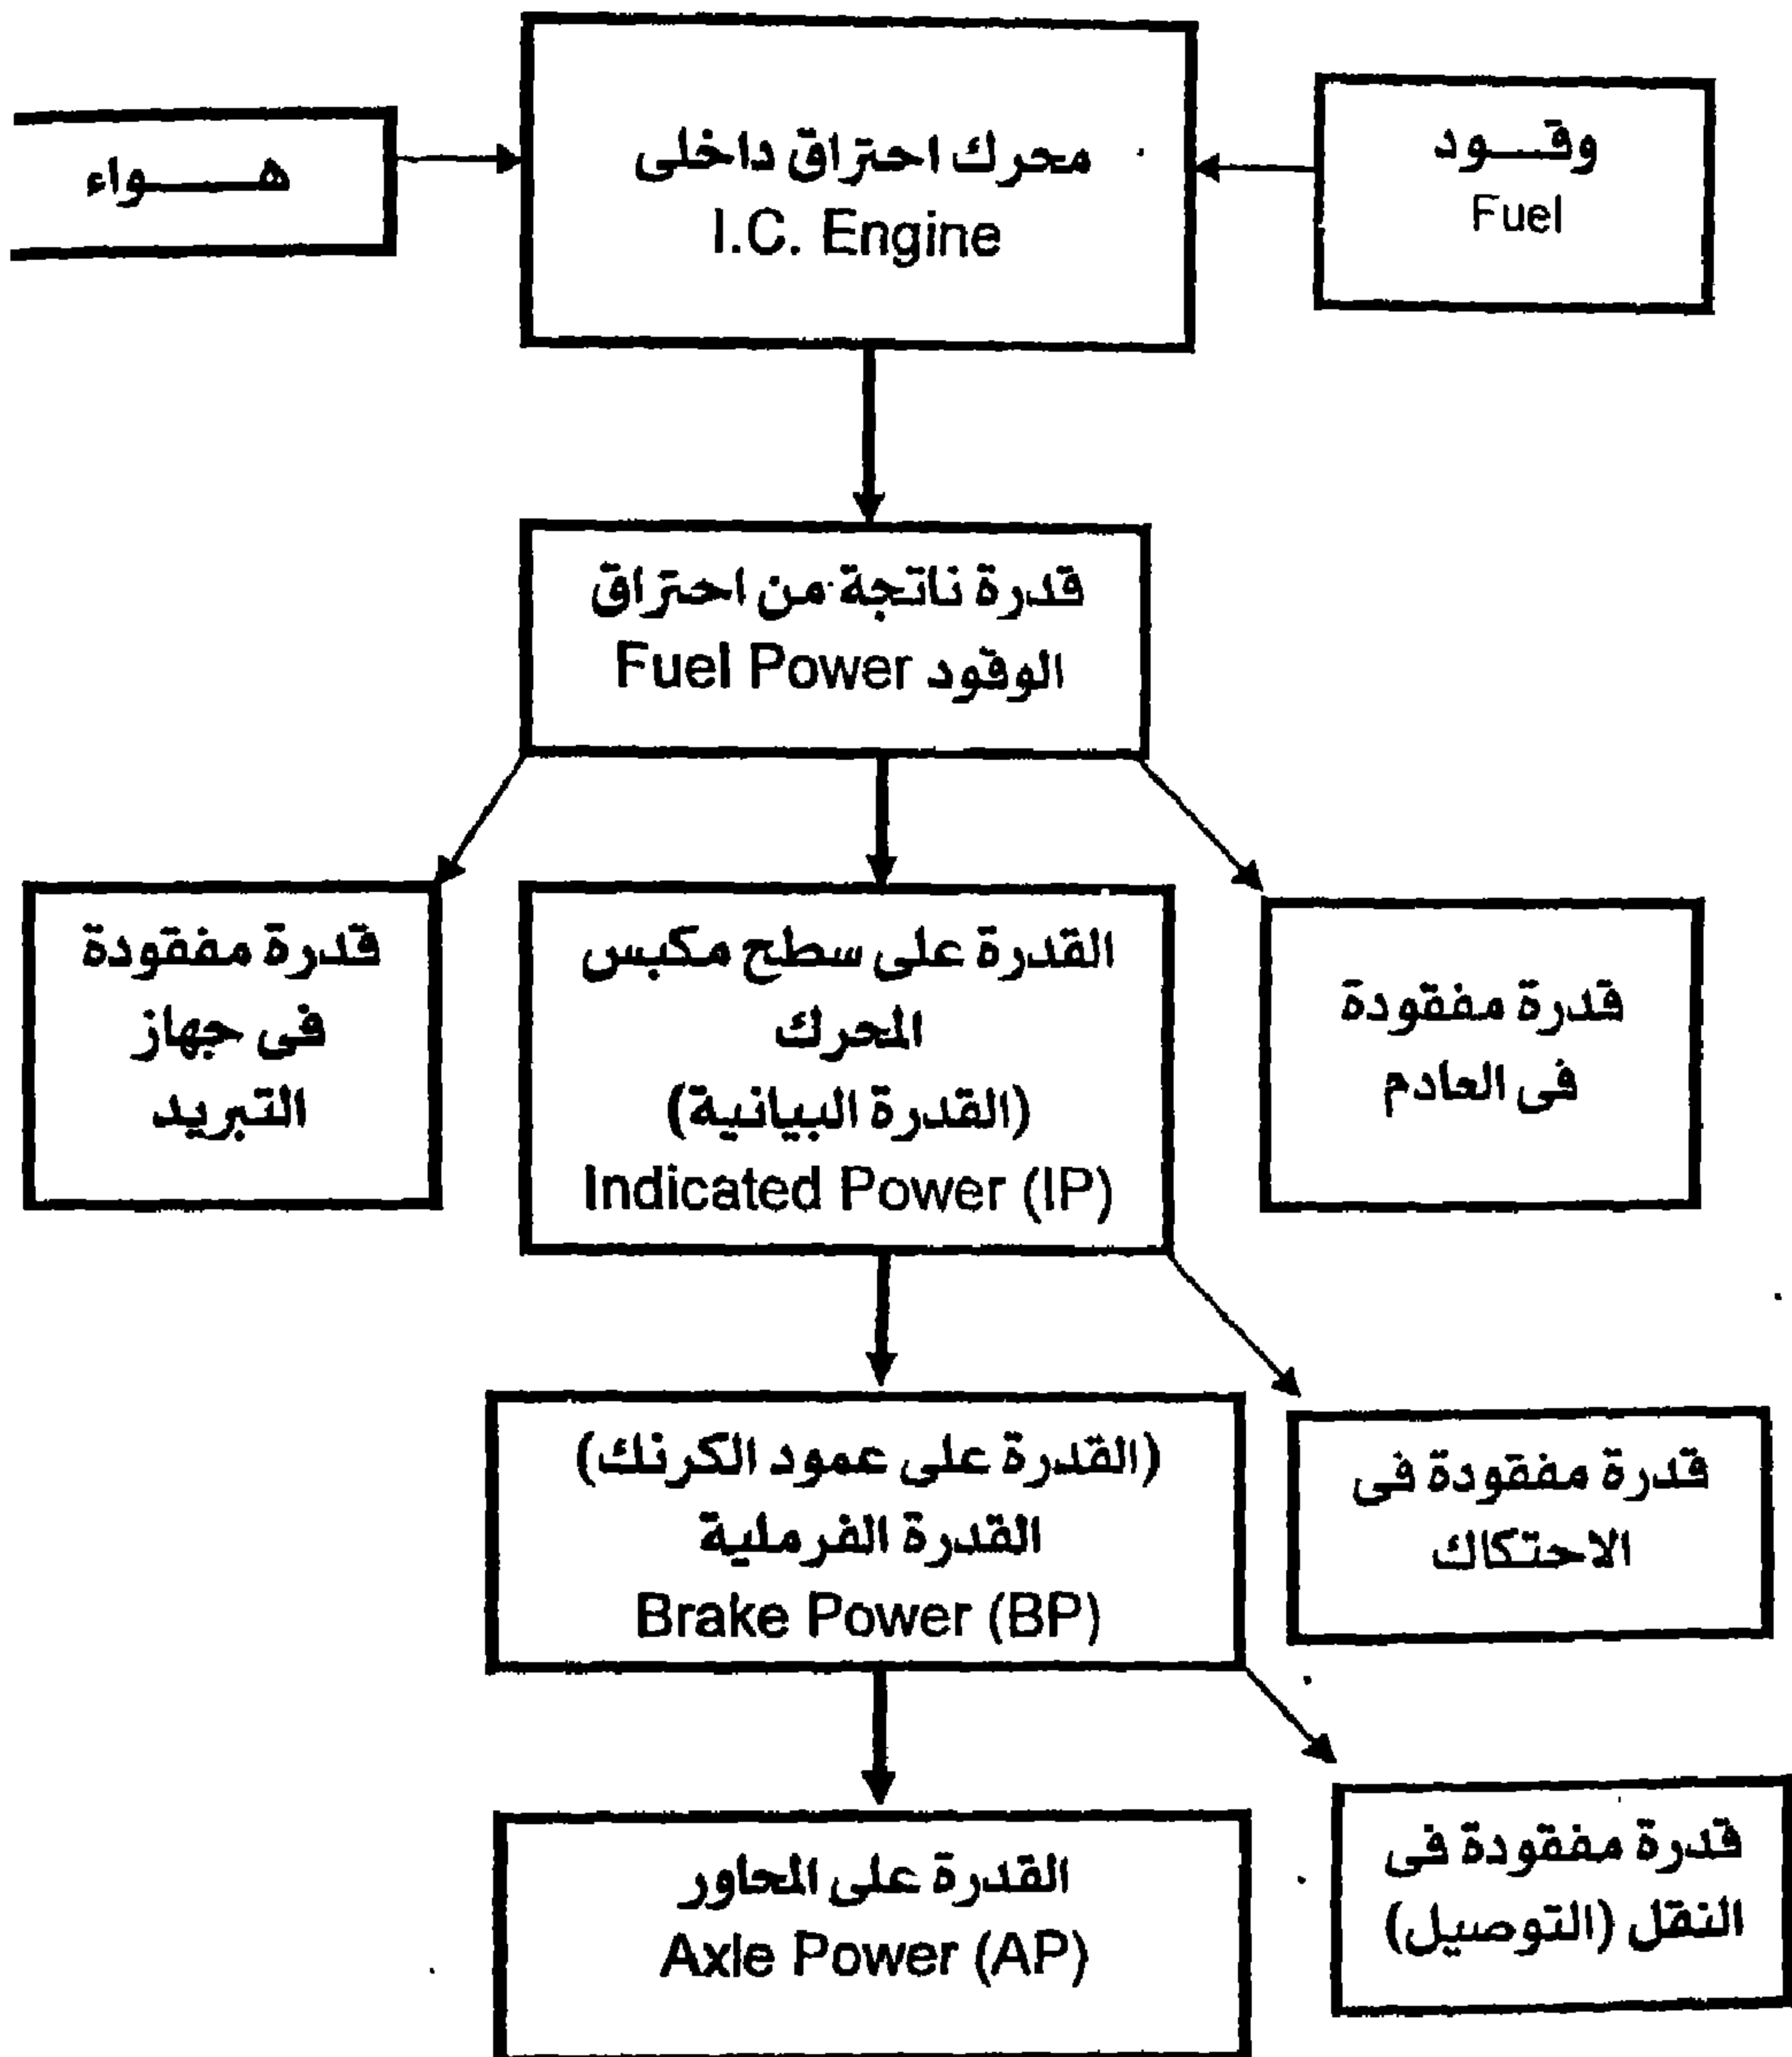 محرك احتراق داخلى
I.C. Engine
وقـــود
Fuel
هـــــواء
قدرة ناتجة من احتراق
الوقود Fuel Power
قدرة مفقودة
فى العادم
القدرة على سطح مكبس
المحرك
(القدرة البيانية)
Indicated Power (IP)
قدرة مفقودة
فى جهاز
التبريد
قدرة مفقودة فى
الاحتكاك
(القدرة على عمود الكرنك)
القدرة الفرملية
Brake Power (BP)
قدرة مفقودة فى
النقل (التوصيل)
القدرة على المحاور
Axle Power (AP)